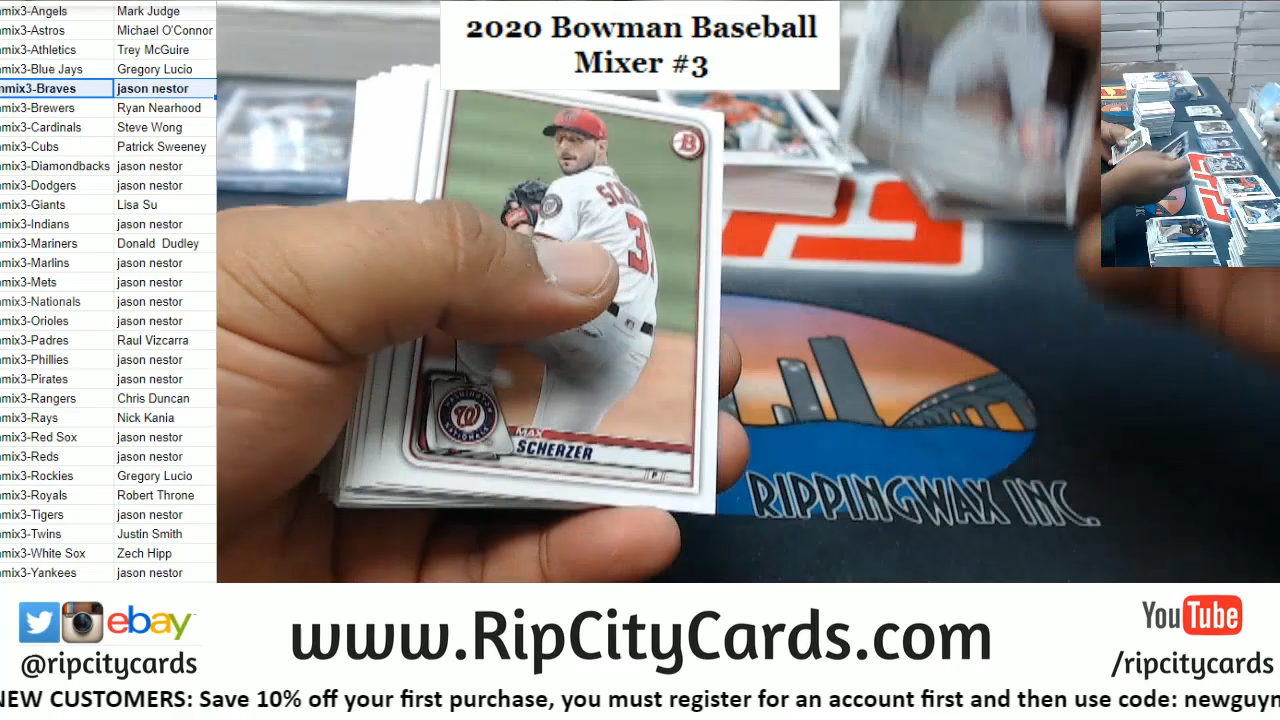 2020 Bowman Baseball
Mixer #3
mix3-Angels Mark Judge
mix3-Astros Michael O'Connor
mix3-Athletics Trey McGuire
mix3-Blue Jays Gregory Lucio
mix3-Braves jason nestor
mix3-Brewers Ryan Nearhood
mix3-Cardinals Steve Wong
mix3-Cubs Patrick Sweeney
mix3-Diamondbacks jason nestor
mix3-Dodgers jason nestor
mix3-Giants Lisa Su
mix3-Indians jason nestor
mix3-Mariners Donald Dudley
mix3-Marlins jason nestor
mix3-Mets jason nestor
mix3-Nationals jason nestor
mix3-Orioles jason nestor
mix3-Padres Raul Vizcarra
mix3-Phillies jason nestor
mix3-Pirates jason nestor
mix3-Rangers Chris Duncan
mix3-Rays Nick Kania
mix3-Red Sox jason nestor
mix3-Reds jason nestor
mix3-Rockies Gregory Lucio
mix3-Royals Robert Throne
mix3-Tigers jason nestor
mix3-Twins Justin Smith
mix3-White Sox Zech Hipp
mix3-Yankees jason nestor
B
31
WASHINGTON
W
NATIONALS
MAX
SCHERZER
P
RIPPINGWAX INC.
ebay
@ripcitycards
www.RipCityCards.com
YouTube
/ripcitycards
NEW CUSTOMERS: Save 10% off your first purchase, you must register for an account first and then use code: newguyn